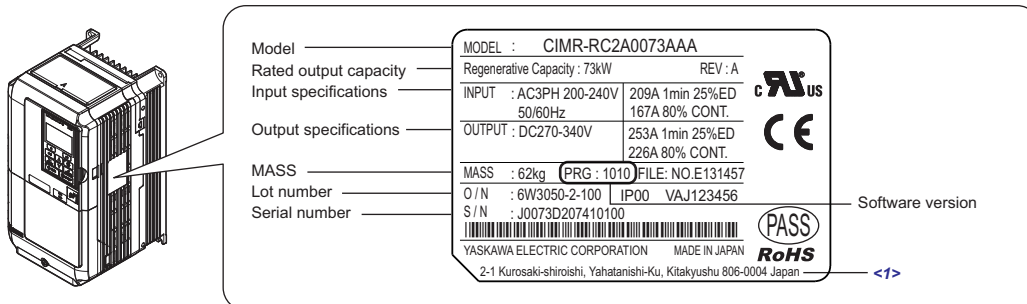 Model
Rated output capacity
Input specifications
Output specifications
MASS
Lot number
Serial number
MODEL : CIMR-RC2A0073AAA
Regenerative Capacity : 73kW REV : A
INPUT : AC3PH 200-240V 50/60Hz
209A 1min 25%ED
167A 80% CONT.
OUTPUT : DC270-340V
253A 1min 25%ED
226A 80% CONT.
MASS : 62kg PRG : 1010 FILE: NO.E131457
O / N : 6W3050-2-100 IP00 VAJ123456
S / N : J0073D207410100
YASKAWA ELECTRIC CORPORATION MADE IN JAPAN
2-1 Kurosaki-shiroishi, Yahatanishi-Ku, Kitakyushu 806-0004 Japan
c RU US
CE
PASS
RoHS
Software version
<1>